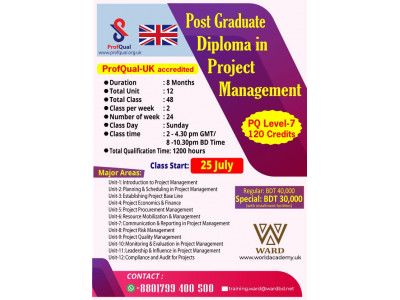 Post Graduate
Diploma in
Project
Management
ProfQual
www.profqual.org.uk
ProfQual-UK accredited
Duration : 8 Months
Total Unit : 12
Total Class : 48
Class per week : 2
Number of week : 24
Class Day : Sunday
Class time : 2 - 4.30 pm GMT/
8 -10.30pm BD Time
Total Qualification Time: 1200 hours
PQ Level-7
120 Credits
Class Start: 25 July
Major Areas:
Unit-1: Introduction to Project Management
Unit-2: Planning & Scheduling in Project Management
Unit-3: Establishing Project Base Line
Unit-4: Project Economics & Finance
Unit-5: Project Procurement Management
Unit-6: Resource Mobilization & Management
Unit-7: Communication & Reporting in Project Management
Unit-8: Project Risk Management
Unit-9: Project Quality Management
Unit-10: Monitoring & Evaluation in Project Management
Unit-11: Leadership & Influence in Project Management
Unit-12: Compliance and Audit for Projects
Regular: BDT 40,000
Special: BDT 30,000
(with installment facilities)
WARD
www.worldacademy.uk
CONTACT :
+8801799 400 500
training.ward@wardbd.net